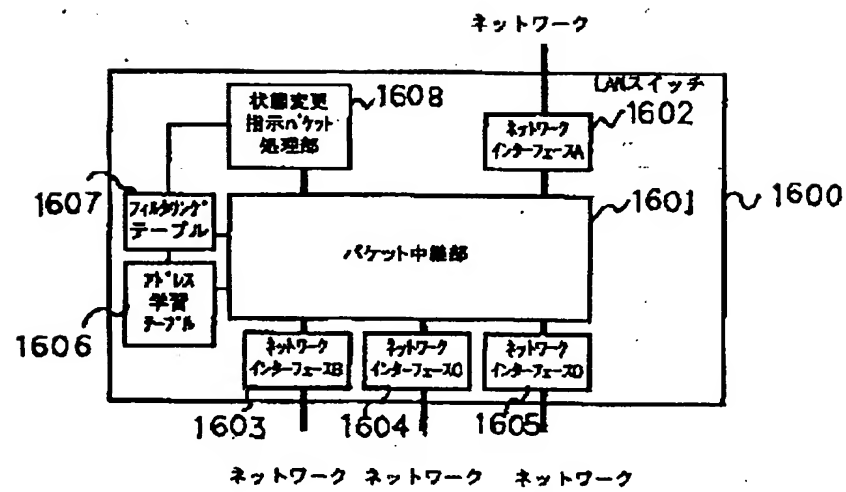 ネットワーク
LANスイッチ
状態変更
指示パケット
処理部
1608
ネットワーク
インターフェースA
1602
1607
フィルタリング
テーブル
1601
1600
パケット中継部
アドレス
学習
テーブル
1606
ネットワーク
インターフェースB
ネットワーク
インターフェースC
ネットワーク
インターフェースD
1603
1604
1605
ネットワーク ネットワーク ネットワーク